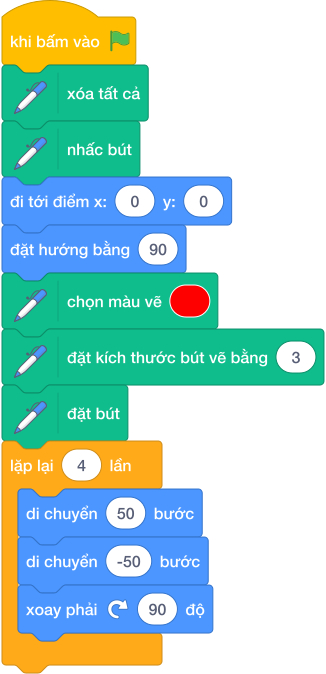 khi bấm vào
xóa tất cả
nhấc bút
đi tới điểm x: 0 y: 0
đặt hướng bằng 90
chọn màu vẽ
đặt kích thước bút vẽ bằng 3
đặt bút
lặp lại 4 lần
di chuyển 50 bước
di chuyển -50 bước
xoay phải 90 độ